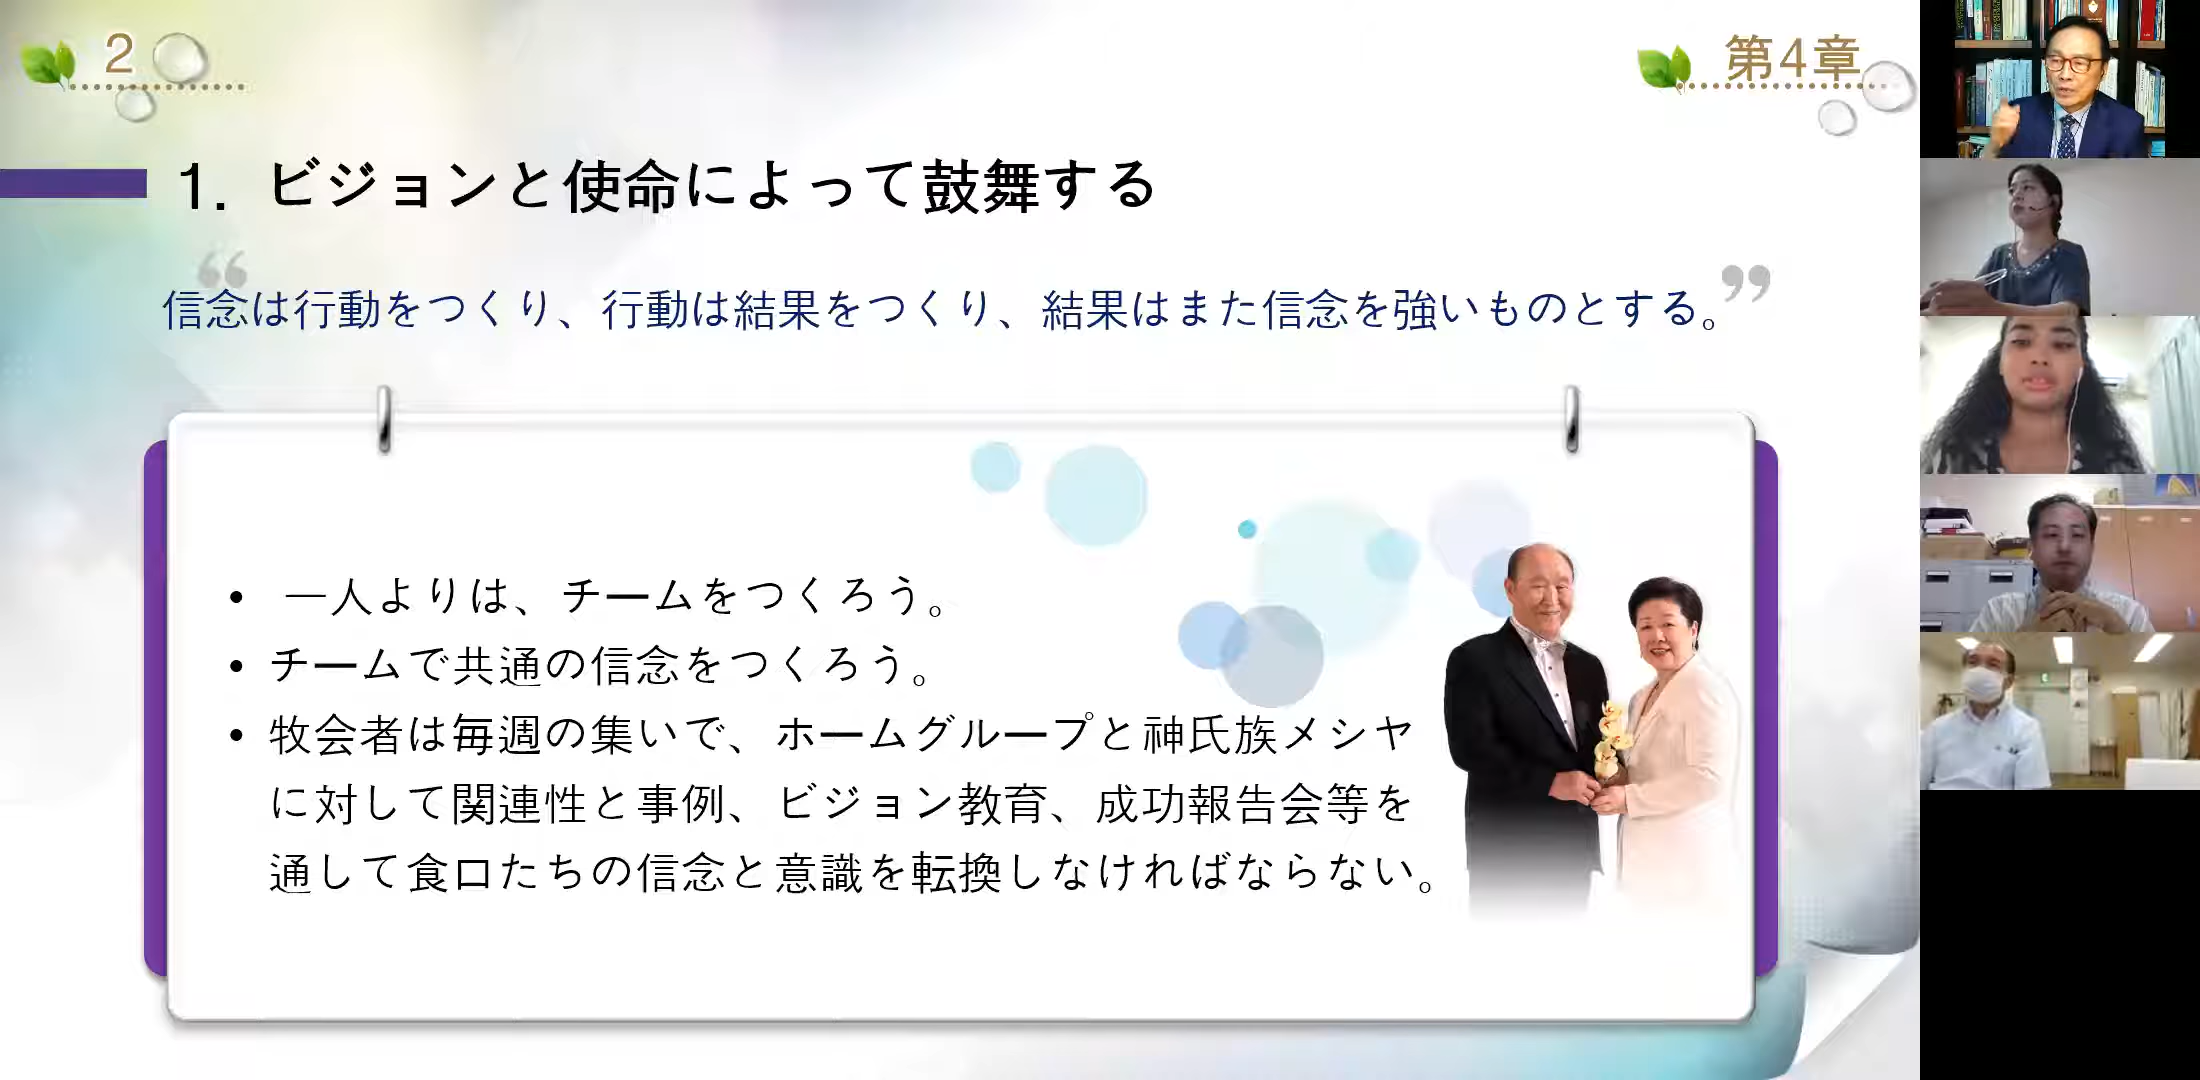 2
第4章
1. ビジョンと使命によって鼓舞する
“信念は行動をつくり、行動は結果をつくり、結果はまた信念を強いものとする。”
• 一人よりは、チームをつくろう。
• チームで共通の信念をつくろう。
• 牧会者は毎週の集いで、ホームグループと神氏族メシヤ
に対して関連性と事例、ビジョン教育、成功報告会等を
通して食口たちの信念と意識を転換しなければならない。